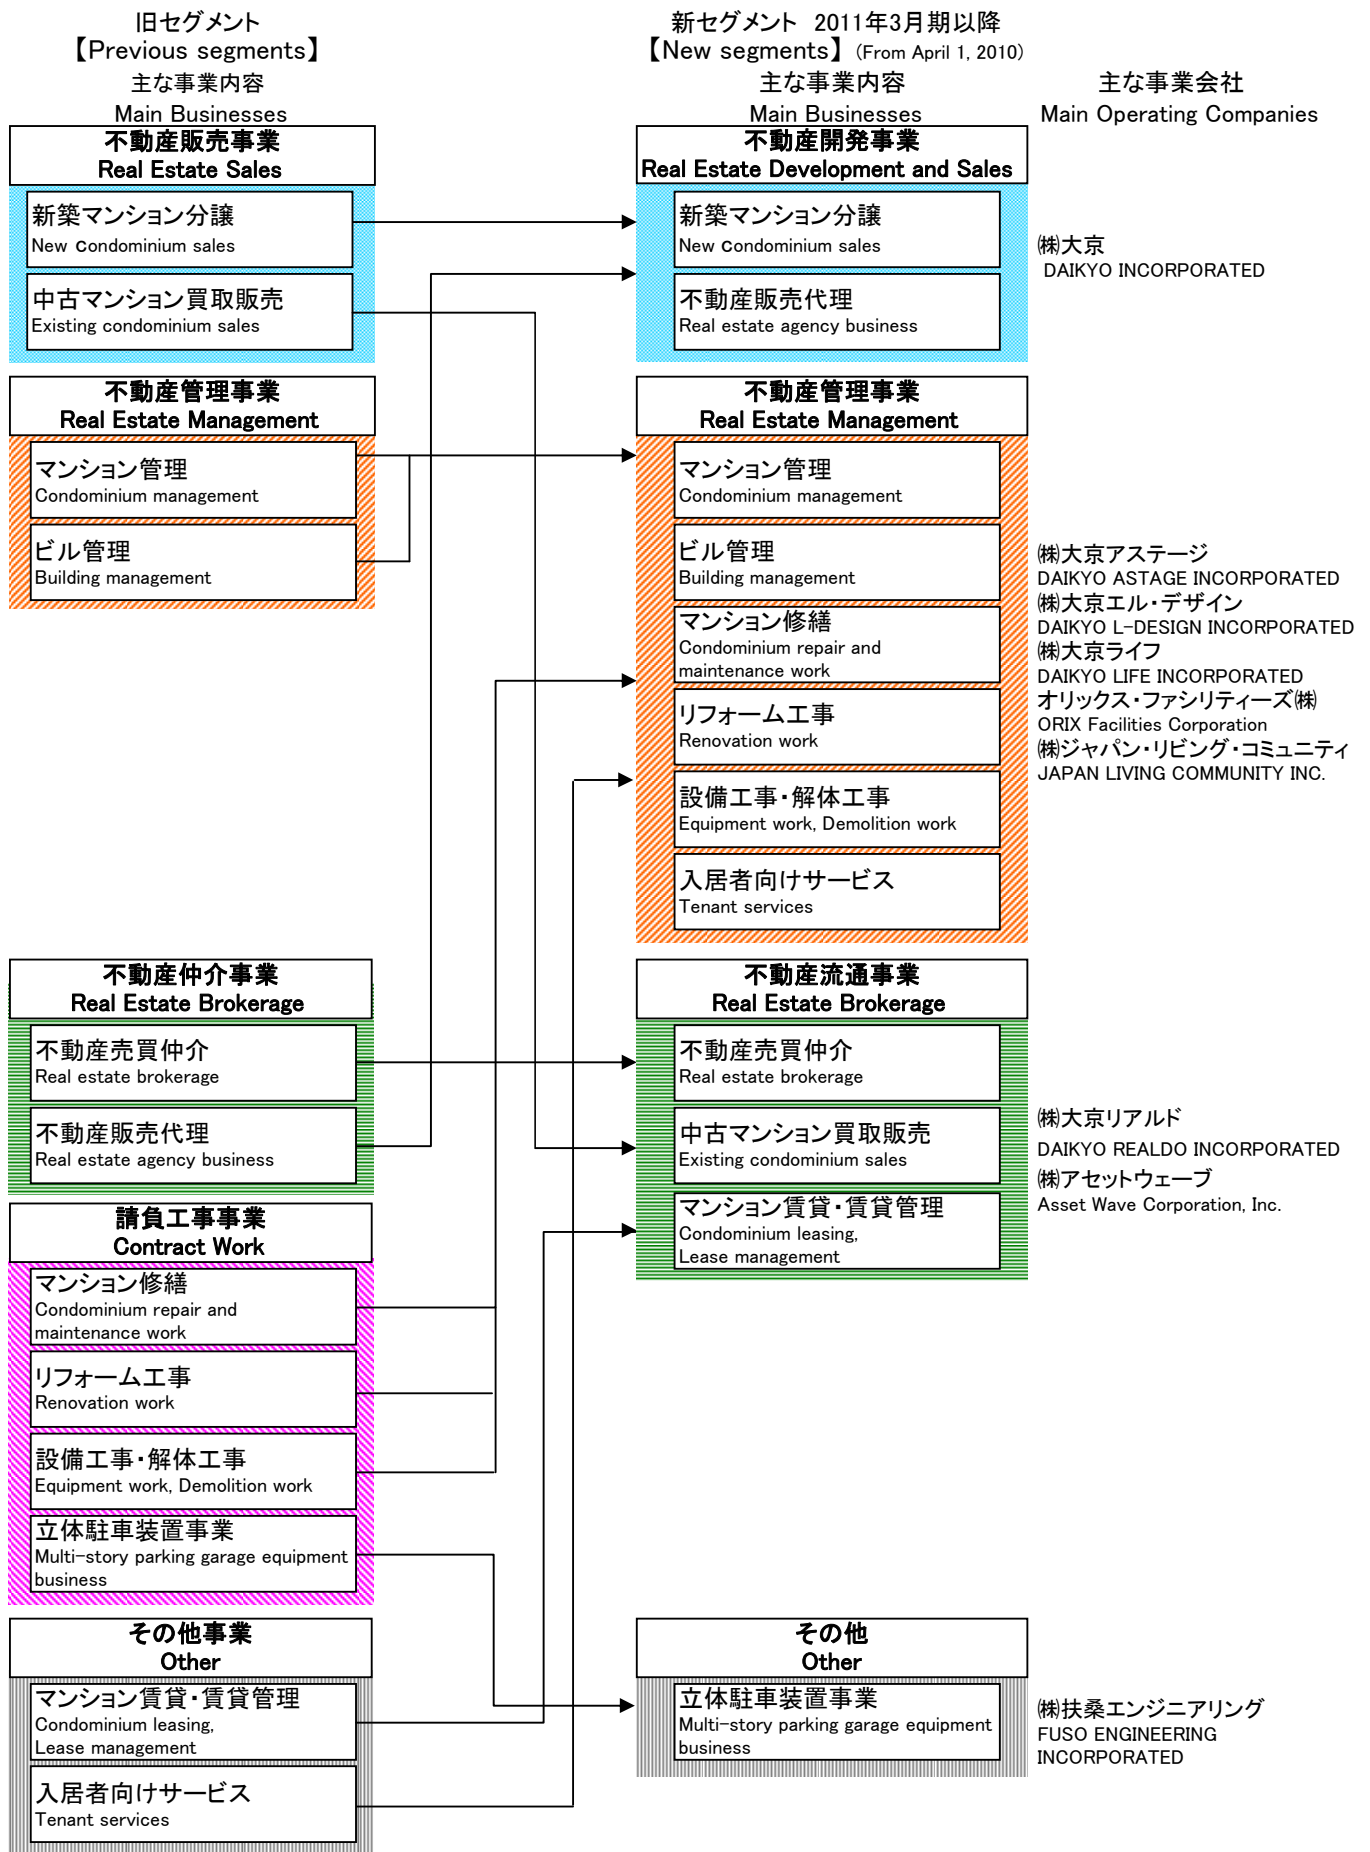 旧セグメント
【Previous segments】
主な事業内容
Main Businesses
不動産販売事業
Real Estate Sales
新築マンション分譲
New condominium sales
中古マンション買取販売
Existing condominium sales
不動産管理事業
Real Estate Management
マンション管理
Condominium management
ビル管理
Building management
不動産仲介事業
Real Estate Brokerage
不動産売買仲介
Real estate brokerage
不動産販売代理
Real estate agency business
請負工事事業
Contract Work
マンション修繕
Condominium repair and
maintenance work
リフォーム工事
Renovation work
設備工事・解体工事
Equipment work, Demolition work
立体駐車装置事業
Multi-story parking garage equipment
business
その他事業
Other
マンション賃貸・賃貸管理
Condominium leasing,
Lease management
入居者向けサービス
Tenant services
新セグメント 2011年3月期以降
【New segments】 (From April 1, 2010)
主な事業内容
Main Businesses
不動産開発事業
Real Estate Development and Sales
新築マンション分譲
New condominium sales
不動産販売代理
Real estate agency business
不動産管理事業
Real Estate Management
マンション管理
Condominium management
ビル管理
Building management
マンション修繕
Condominium repair and
maintenance work
リフォーム工事
Renovation work
設備工事・解体工事
Equipment work, Demolition work
入居者向けサービス
Tenant services
不動産流通事業
Real Estate Brokerage
不動産売買仲介
Real estate brokerage
中古マンション買取販売
Existing condominium sales
マンション賃貸・賃貸管理
Condominium leasing,
Lease management
その他
Other
立体駐車装置事業
Multi-story parking garage equipment
business
主な事業会社
Main Operating Companies
㈱大京
DAIKYO INCORPORATED
㈱大京アステージ
DAIKYO ASTAGE INCORPORATED
㈱大京エル・デザイン
DAIKYO L-DESIGN INCORPORATED
㈱大京ライフ
DAIKYO LIFE INCORPORATED
オリックス・ファシリティーズ㈱
ORIX Facilities Corporation
㈱ジャパン・リビング・コミュニティ
JAPAN LIVING COMMUNITY INC.
㈱大京リアルド
DAIKYO REALDO INCORPORATED
㈱アセットウェーブ
Asset Wave Corporation, Inc.
㈱扶桑エンジニアリング
FUSO ENGINEERING
INCORPORATED